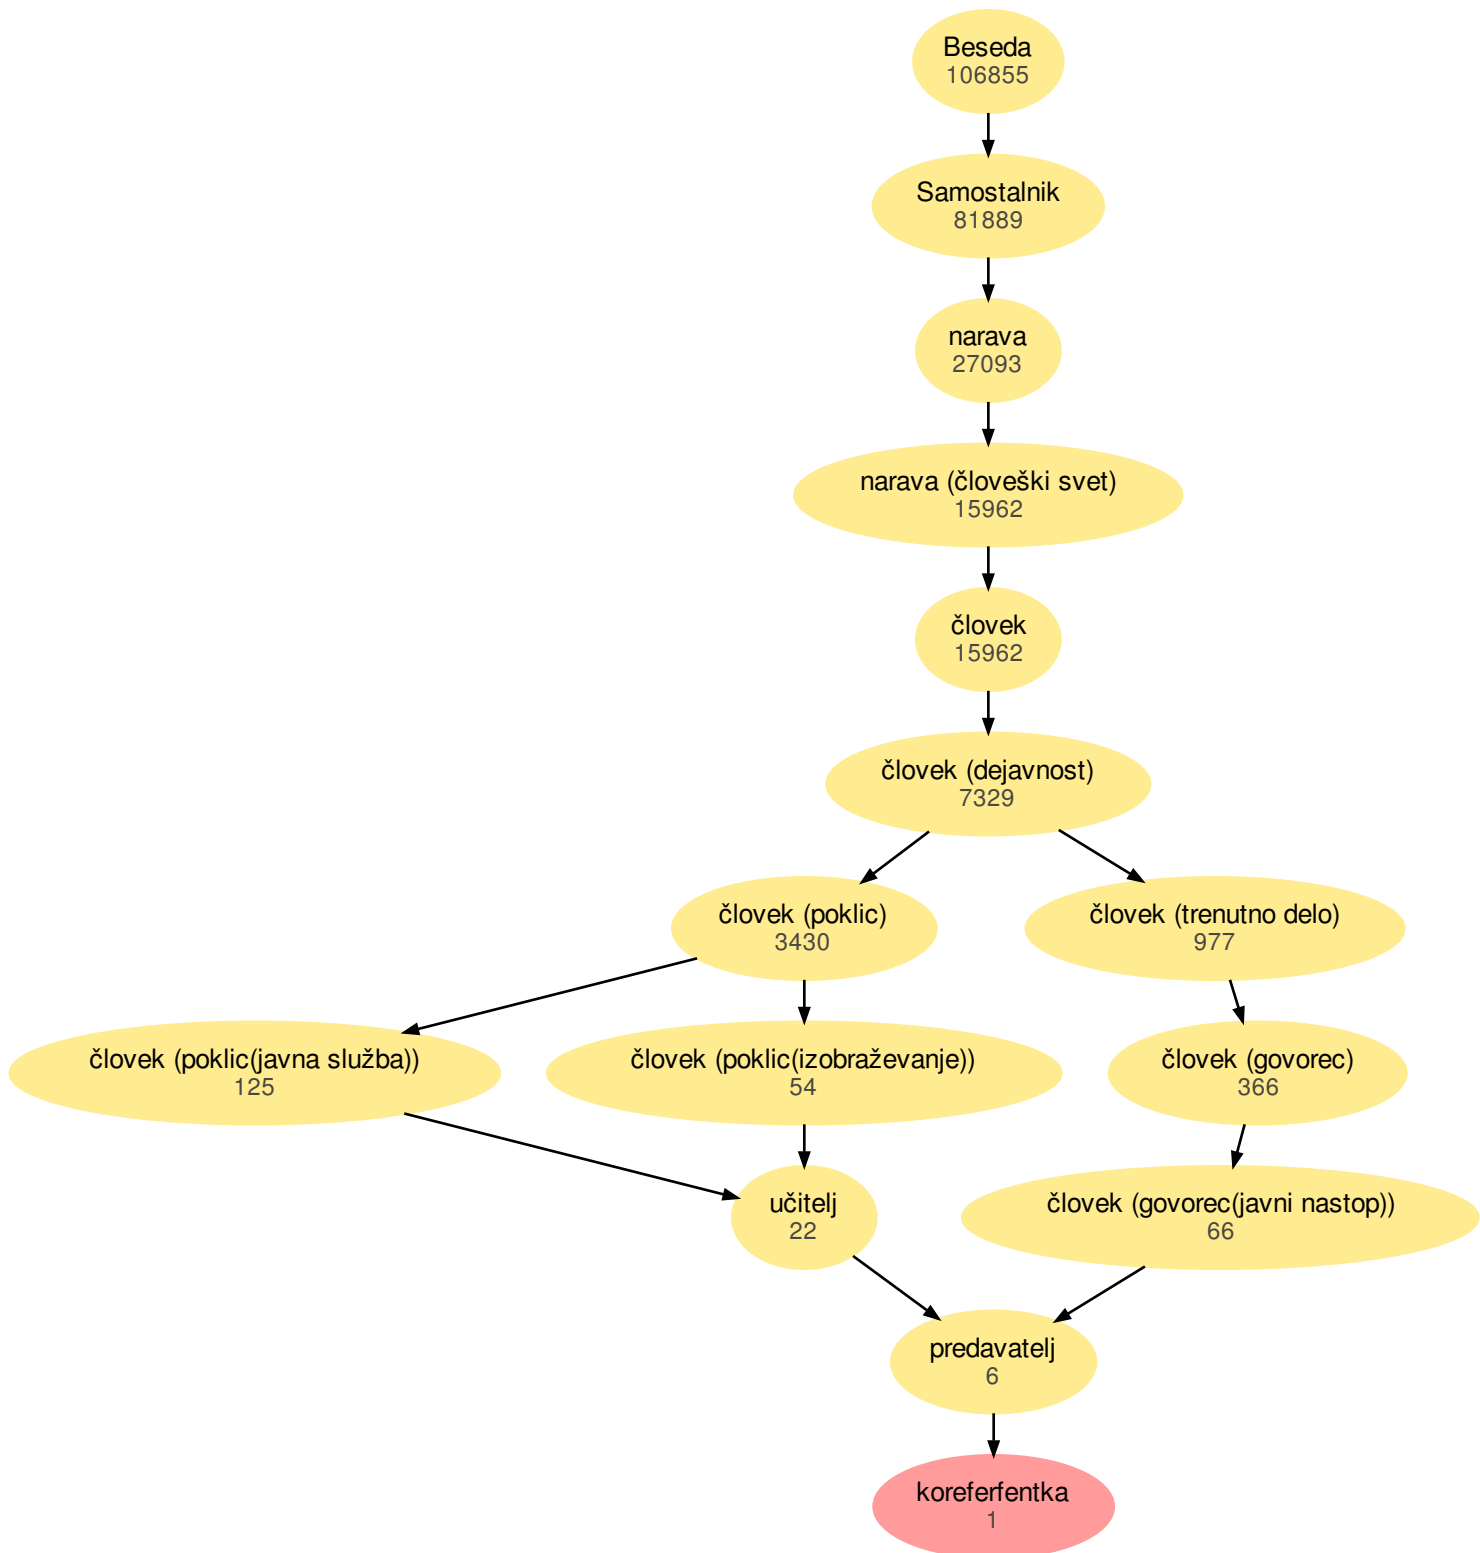 Beseda
106855
Samostalnik
81889
narava
27093
narava (človeški svet)
15962
človek
15962
človek (dejavnost)
7329
človek (poklic)
3430
človek (trenutno delo)
977
človek (poklic(javna služba))
125
človek (poklic(izobraževanje))
54
človek (govorec)
366
učitelj
22
človek (govorec(javni nastop))
66
predavatelj
6
koreferfentka
1